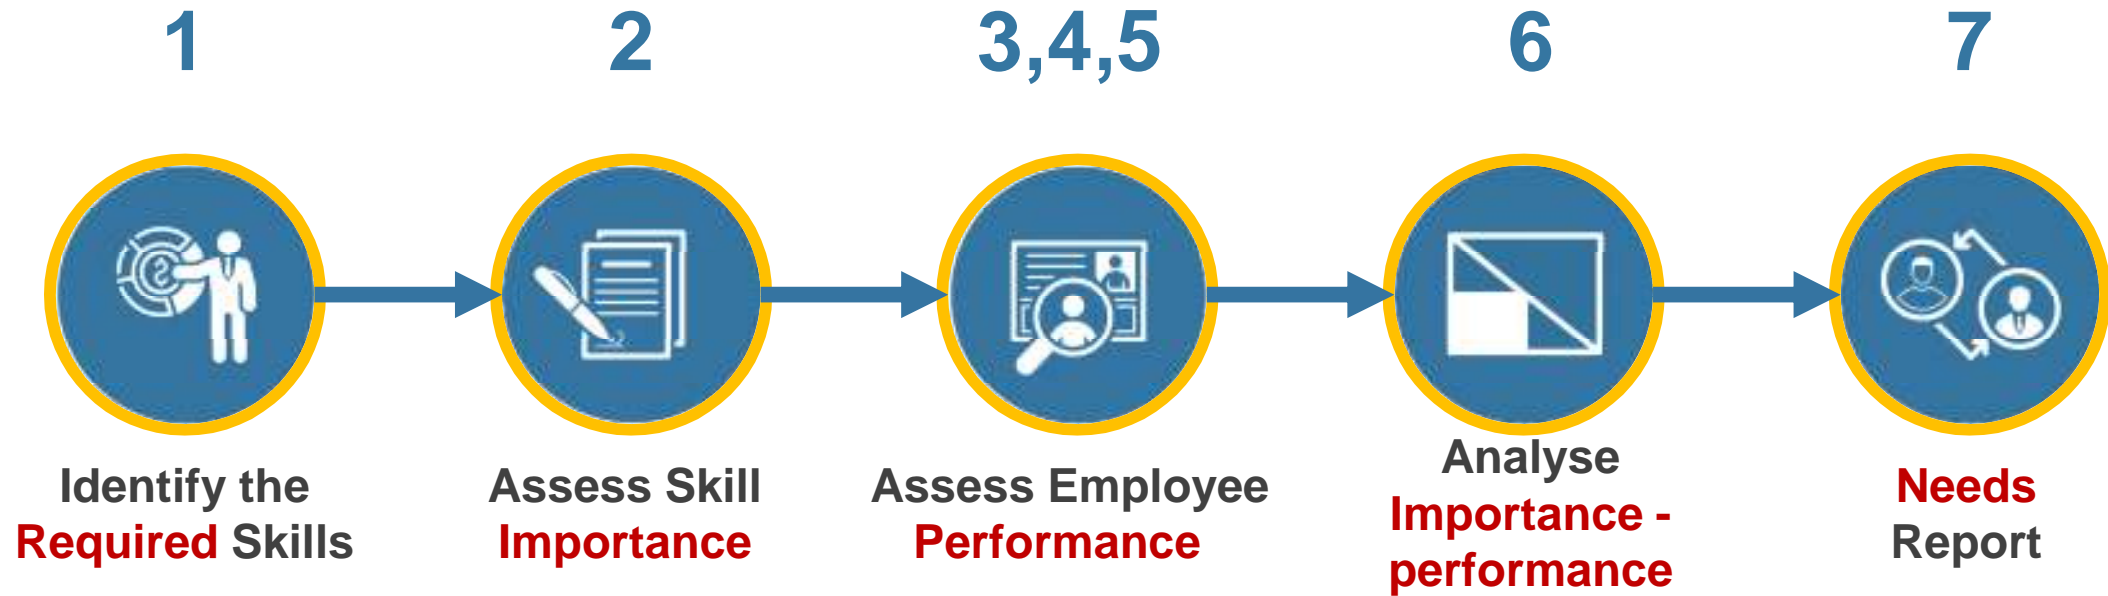 1
2
3,4,5
6
7
Identify the
Required Skills
Assess Skill
Importance
Assess Employee
Performance
Analyse
Importance -
performance
Needs
Report